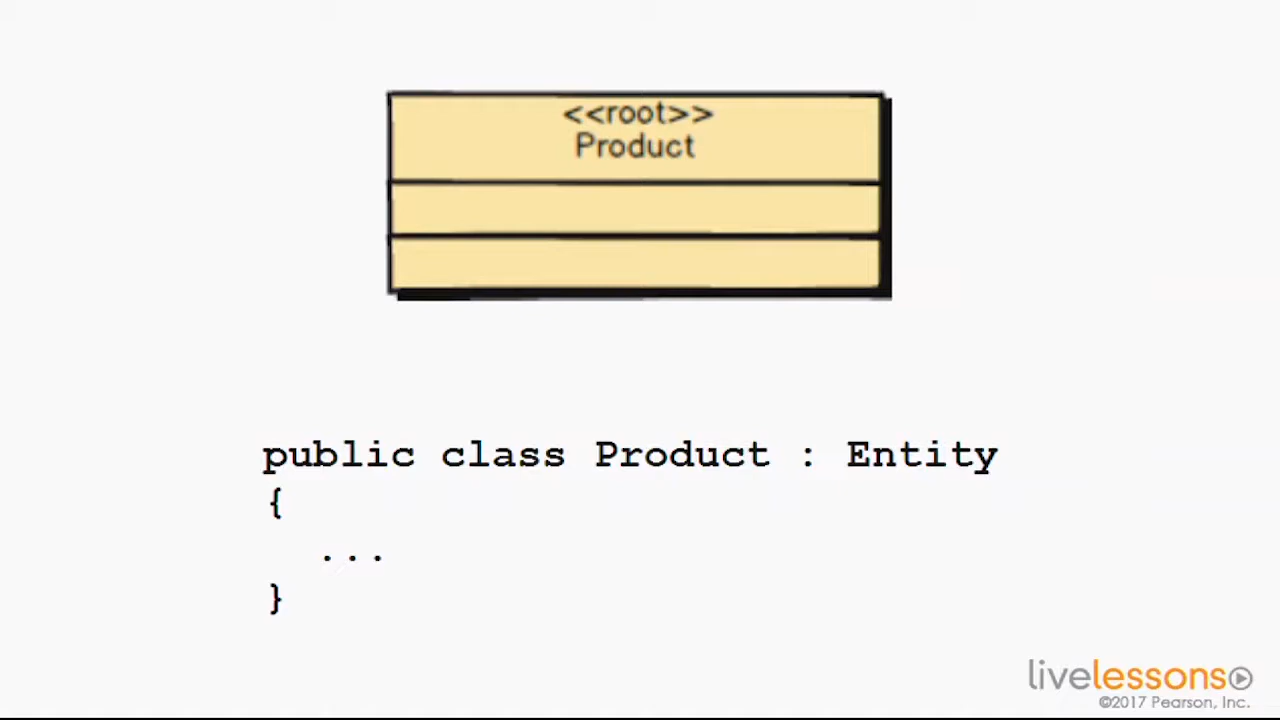 <<root>>
Product
public class Product : Entity
{
...
}
livelessons
©2017 Pearson, Inc.